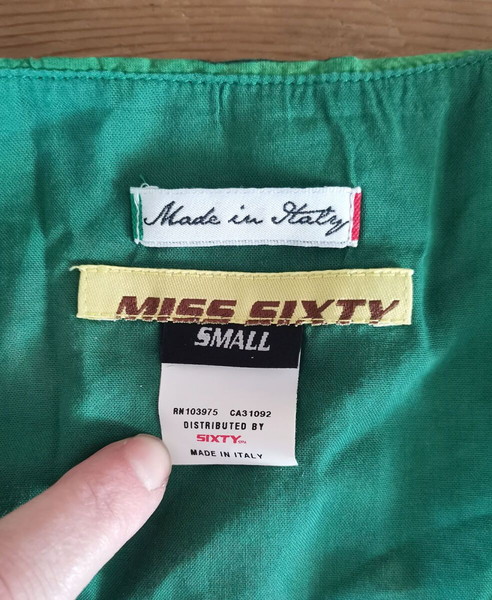 Made in Italy
MISS SIXTY
SMALL
RN103975 CA31092
DISTRIBUTED BY
SIXTY
MADE IN ITALY